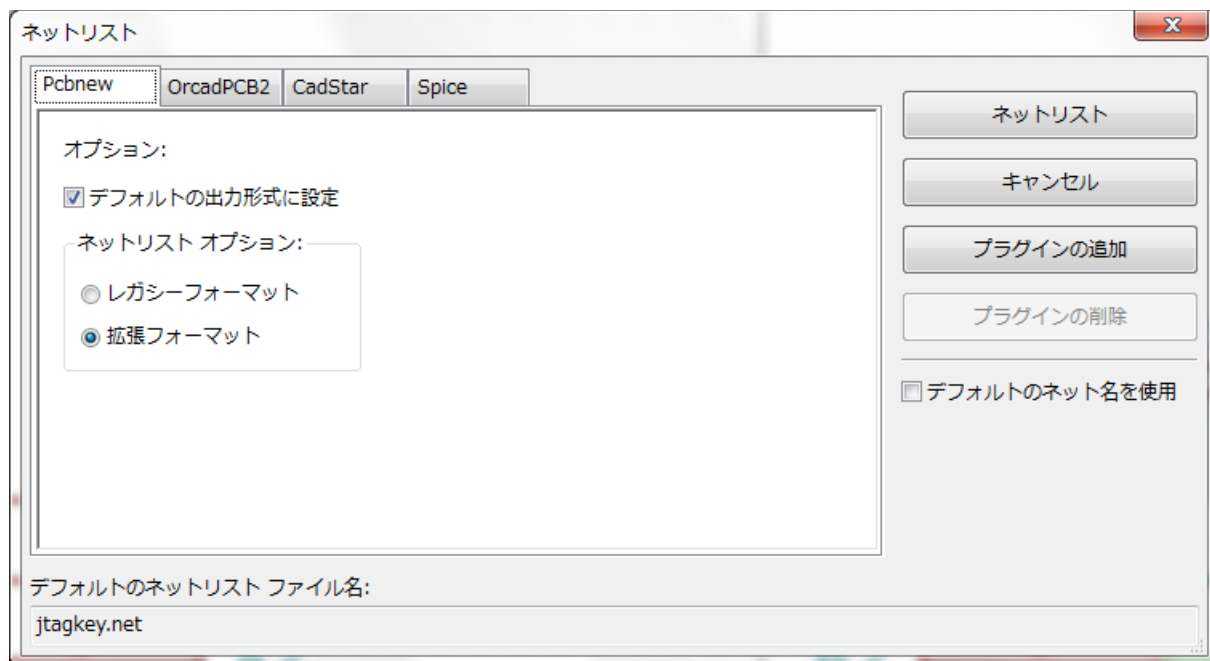 ネットリスト
Pcbnew OrcadPCB2 CadStar Spice
オプション:
デフォルトの出力形式に設定
ネットリスト オプション:
レガシーフォーマット
拡張フォーマット
ネットリスト
キャンセル
プラグインの追加
プラグインの削除
デフォルトのネット名を使用
デフォルトのネットリスト ファイル名:
jtagkey.net